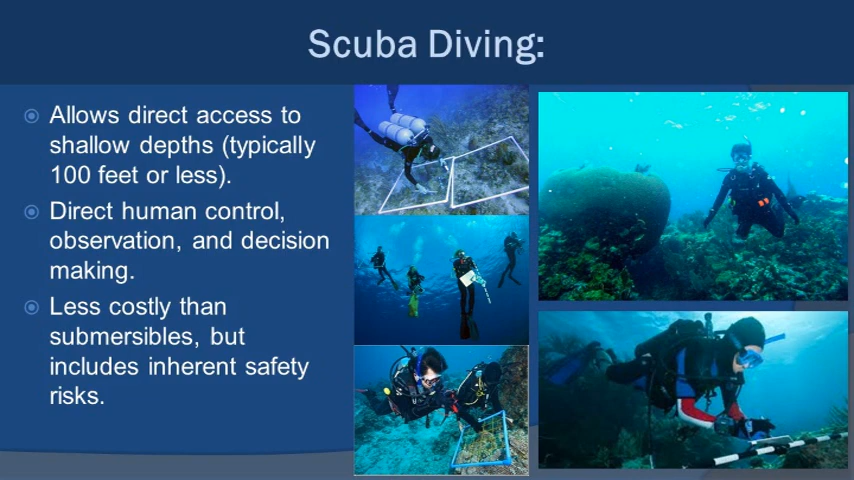 Scuba Diving:
Allows direct access to
shallow depths (typically
100 feet or less).
Direct human control,
observation, and decision
making.
Less costly than
submersibles, but
includes inherent safety
risks.